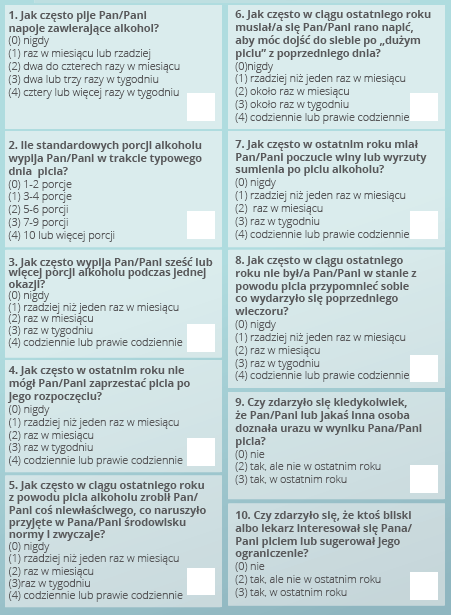 1. Jak często pije Pan/Pani
napoje zawierające alkohol?
(0) nigdy
(1) raz w miesiącu lub rzadziej
(2) dwa do czterech razy w miesiącu
(3) dwa lub trzy razy w tygodniu
(4) cztery lub więcej razy w tygodniu
2. Ile standardowych porcji alkoholu
wypija Pan/Pani w trakcie typowego
dnia picia?
(0) 1-2 porcje
(1) 3-4 porcje
(2) 5-6 porcji
(3) 7-9 porcji
(4) 10 lub więcej porcji
3. Jak często wypija Pan/Pani sześć lub
więcej porcji alkoholu podczas jednej
okazji?
(0) nigdy
(1) rzadziej niż jeden raz w miesiącu
(2) raz w miesiącu
(3) raz w tygodniu
(4) codziennie lub prawie codziennie
4. Jak często w ostatnim roku nie
mógł Pan/Pani zaprzestać picia po
jego rozpoczęciu?
(0) nigdy
(1) rzadziej niż jeden raz w miesiącu
(2) raz w miesiącu
(3) raz w tygodniu
(4) codziennie lub prawie codziennie
5. Jak często w ciągu ostatniego roku
z powodu picia alkoholu zrobił Pan/
Pani coś niewłaściwego, co naruszyło
przyjęte w Pana/Pani środowisku
normy i zwyczaje?
(0) nigdy
(1) rzadziej niż jeden raz w miesiącu
(2) raz w miesiącu
(3)raz w tygodniu
(4) codziennie lub prawie codziennie
6. Jak często w ciągu ostatniego roku
musiał/a się Pan/Pani rano napić,
aby móc dojść do siebie po „dużym
piciu” z poprzedniego dnia?
(0)nigdy
(1) rzadziej niż jeden raz w miesiącu
(2) około raz w miesiącu
(3) około raz w tygodniu
(4) codziennie lub prawie codziennie
7. Jak często w ostatnim roku miał
Pan/Pani poczucie winy lub wyrzuty
sumienia po piciu alkoholu?
(0) nigdy
(1) rzadziej niż jeden raz w miesiącu
(2) raz w miesiącu
(3) raz w tygodniu
(4) codziennie lub prawie codziennie
8. Jak często w ciągu ostatniego
roku nie był/a Pan/Pani w stanie z
powodu picia przypomnieć sobie
co wydarzyło się poprzedniego
wieczoru?
(0) nigdy
(1) rzadziej niż jeden raz w miesiącu
(2) raz w miesiącu
(3) raz w tygodniu
(4) codziennie lub prawie codziennie
9. Czy zdarzyło się kiedykolwiek,
że Pan/Pani lub jakaś inna osoba
doznała urazu w wyniku Pana/Pani
picia?
(0) nie
(2) tak, ale nie w ostatnim roku
(3) tak, w ostatnim roku
10. Czy zdarzyło się, że ktoś bliski
albo lekarz interesował się Pana/
Pani piciem lub sugerował jego
ograniczenie?
(0) nie
(2) tak, ale nie w ostatnim roku
(3) tak, w ostatnim roku